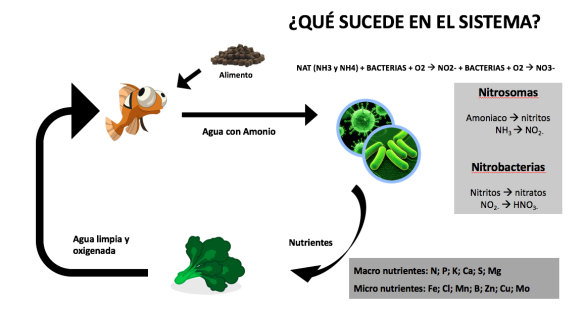 ¿QUÉ SUCEDE EN EL SISTEMA?
Alimento
NAT (NH3 y NH4) + BACTERIAS + O2 → NO2- + BACTERIAS + O2 → NO3-
Agua con Amonio
Nitrosomas
Amoniaco → nitritos
NH₃ → NO₂₋
Nitrobacterias
Nitritos → nitratos
NO₂₋ → HNO₃₋
Agua limpia y
oxigenada
Nutrientes
Macro nutrientes: N; P; K; Ca; S; Mg
Micro nutrientes: Fe; Cl; Mn; B; Zn; Cu; Mo